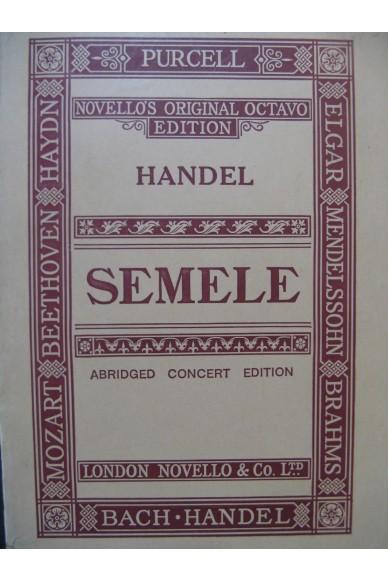 PURCELL
NOVELLO'S ORIGINAL OCTAVO
EDITION
HANDEL
SEMELE
ABRIDGED CONCERT EDITION
LONDON NOVELLO & CO. LTD.
BACH · HANDEL
MOZART BEETHOVEN HAYDN
ELGAR MENDELSSOHN BRAHMS